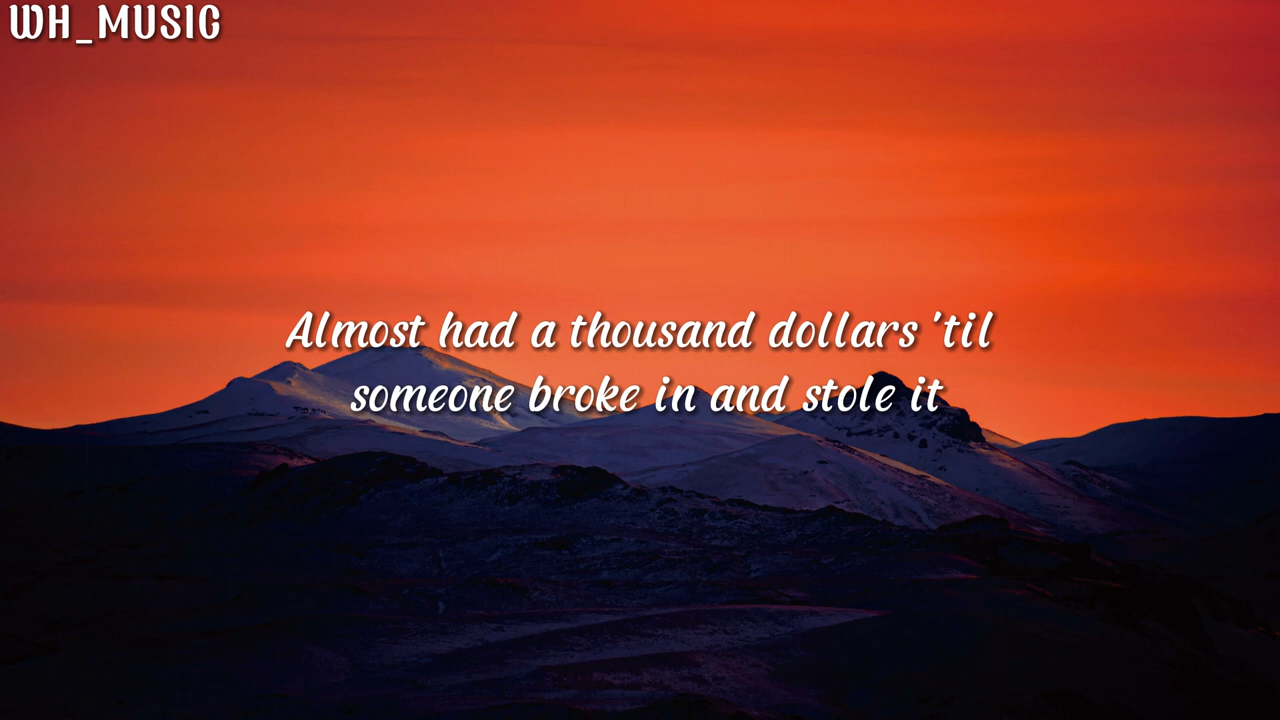 WH_MUSIC
Almost had a thousand dollars 'til
someone broke in and stole it